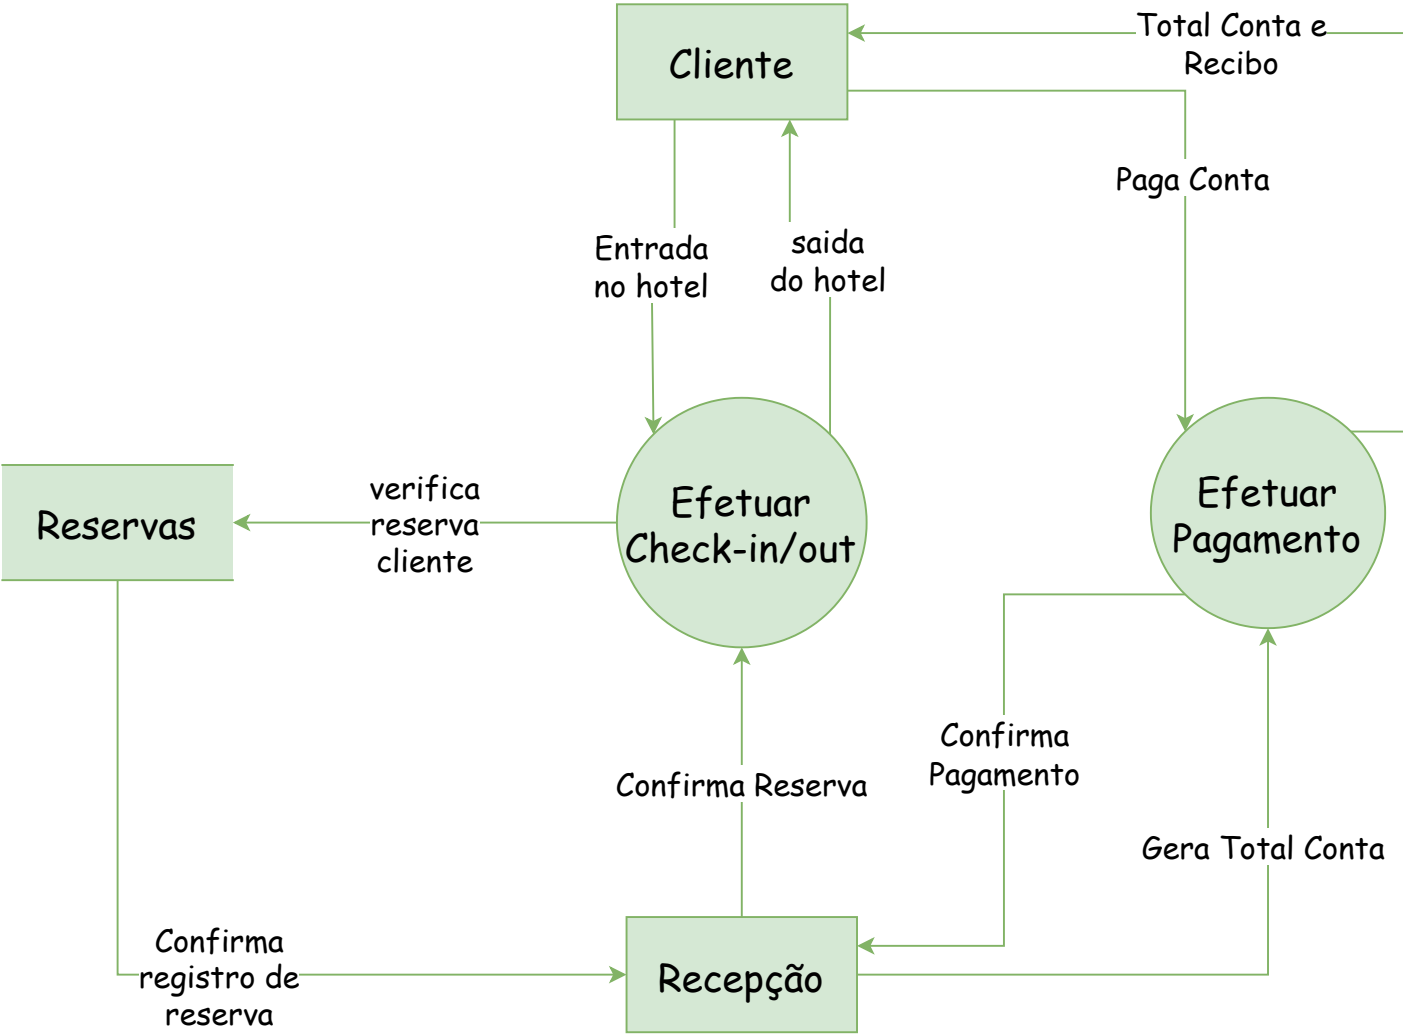 Total Conta e
Recibo
Cliente
Paga Conta
Entrada
no hotel
saida
do hotel
verifica
reserva
cliente
Reservas
Efetuar
Check-in/out
Efetuar
Pagamento
Confirma
Pagamento
Confirma Reserva
Gera Total Conta
Confirma
registro de
reserva
Recepção